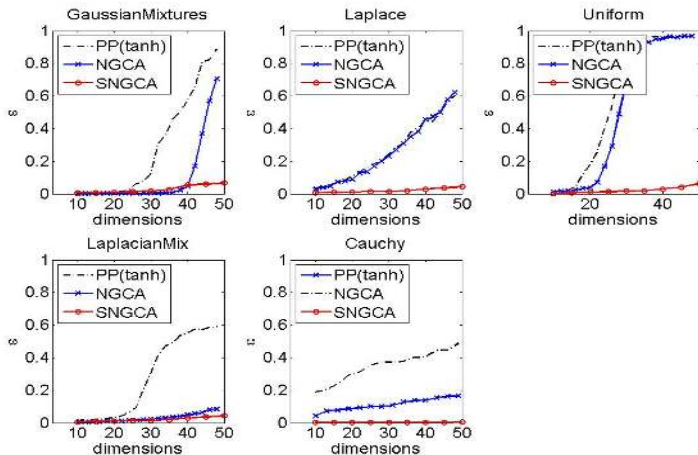 GaussianMixtures
1
0.8
0.6
0.4
0.2
0
ε
PP(tanh)
NGCA
SNGCA
10 20 30 40 50
dimensions
Laplace
1
0.8
0.6
0.4
0.2
0
ε
PP(tanh)
NGCA
SNGCA
10 20 30 40 50
dimensions
Uniform
1
0.8
0.6
0.4
0.2
0
ε
PP(tanh)
NGCA
SNGCA
20 40
dimensions
LaplacianMix
1
0.8
0.6
0.4
0.2
0
ε
PP(tanh)
NGCA
SNGCA
10 20 30 40 50
dimensions
Cauchy
1
0.8
0.6
0.4
0.2
0
ε
PP(tanh)
NGCA
SNGCA
10 20 30 40 50
dimensions